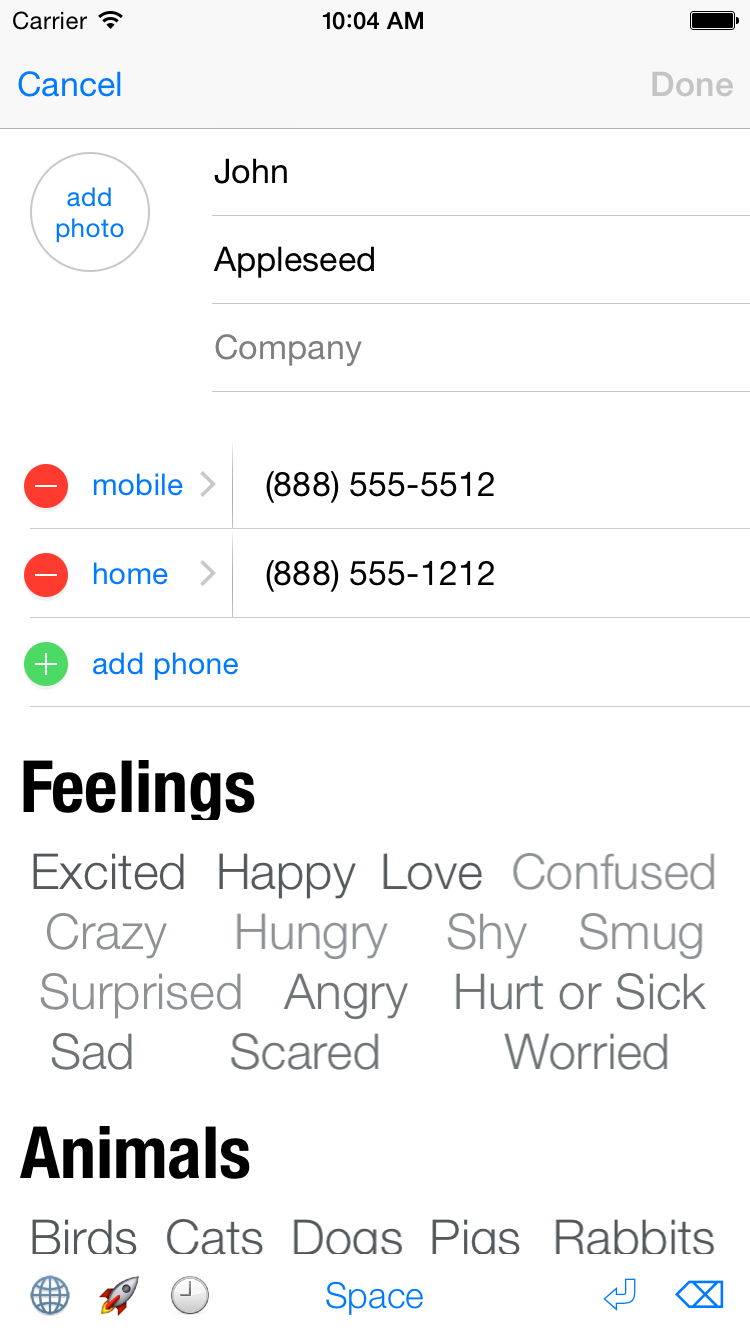 Carrier 10:04 AM
Cancel Done
add
photo
John
Appleseed
Company
mobile (888) 555-5512
home (888) 555-1212
add phone
Feelings
Excited Happy Love Confused
Crazy Hungry Shy Smug
Surprised Angry Hurt or Sick
Sad Scared Worried
Animals
Birds Cats Dogs Pigs Rabbits
Space